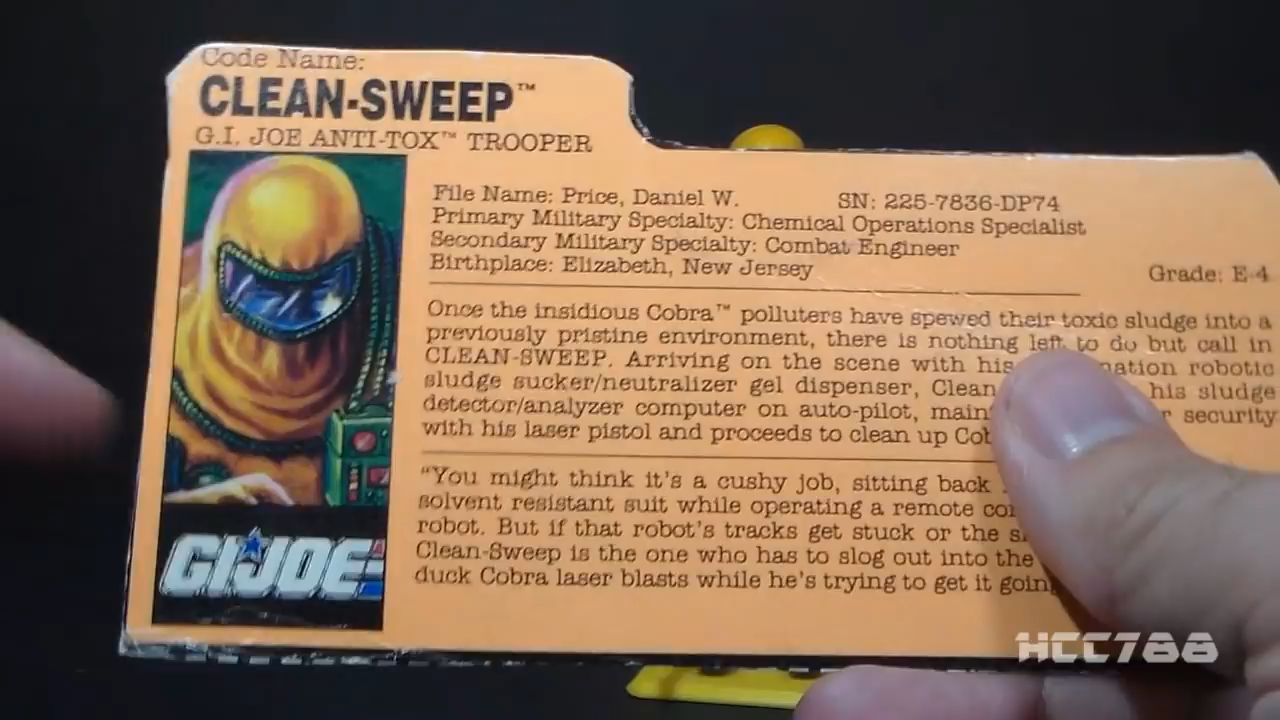 Code Name:
CLEAN-SWEEP™
G.I. JOE ANTI-TOX™ TROOPER
File Name: Price, Daniel W. SN: 225-7836-DP74
Primary Military Specialty: Chemical Operations Specialist
Secondary Military Specialty: Combat Engineer
Birthplace: Elizabeth, New Jersey Grade: E-4
Once the insidious Cobra™ polluters have spewed their toxic sludge into a
previously pristine environment, there is nothing left to do but call in
CLEAN-SWEEP. Arriving on the scene with his robotic
sludge sucker/neutralizer gel dispenser, Clean his sludge
detector/analyzer computer on auto-pilot, security
with his laser pistol and proceeds to clean up
"You might think it's a cushy job, sitting back
solvent resistant suit while operating a remote
robot. But if that robot's tracks get stuck or the
Clean-Sweep is the one who has to slog out into the
duck Cobra laser blasts while he's trying to get it going
GI JOE
HCC788